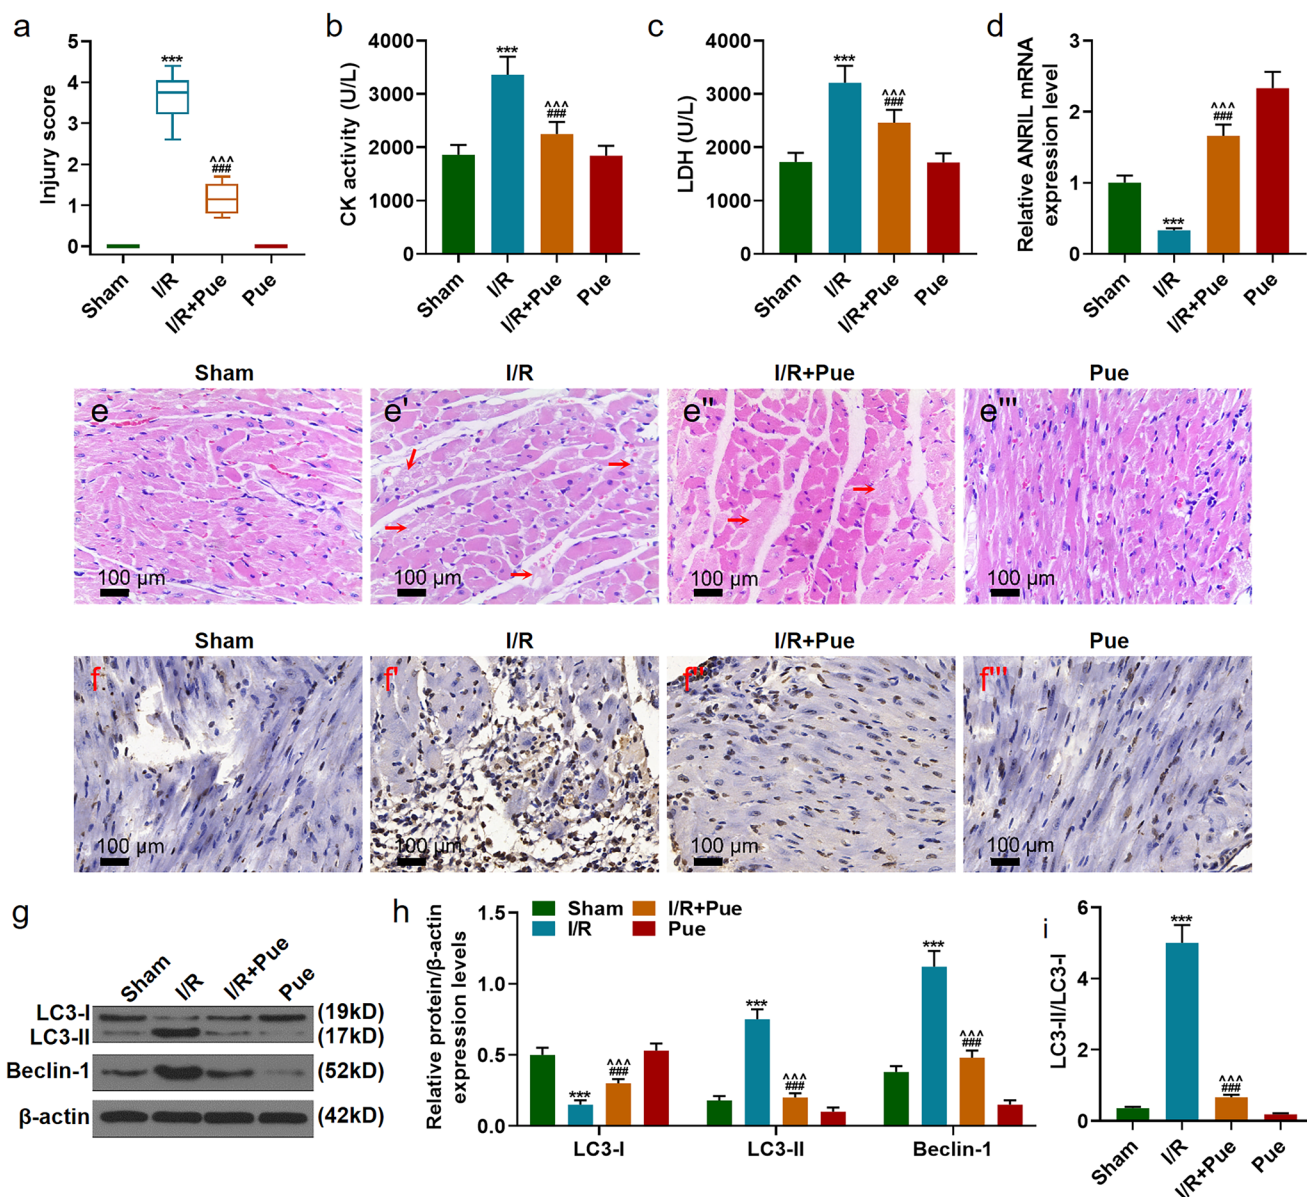 a
Injury score
5
4
3
2
1
0
***
^^^
###
Sham
I/R
I/R+Pue
Pue
b
CK activity (U/L)
4000
3000
2000
1000
0
***
^^^
###
Sham
I/R
I/R+Pue
Pue
c
LDH (U/L)
4000
3000
2000
1000
0
***
^^^
###
Sham
I/R
I/R+Pue
Pue
d
Relative ANRIL mRNA
expression level
3
2
1
0
***
^^^
###
Sham
I/R
I/R+Pue
Pue
Sham
I/R
I/R+Pue
Pue
e
e'
e''
e'''
100 µm
100 µm
100 µm
100 µm
Sham
I/R
I/R+Pue
Pue
f
f'
f''
f'''
100 µm
100 µm
100 µm
100 µm
g
Sham
I/R
I/R+Pue
Pue
LC3-I
(19kD)
LC3-II
(17kD)
Beclin-1
(52kD)
β-actin
(42kD)
h
Relative protein/β-actin
expression levels
1.5
1.0
0.5
0.0
Sham
I/R
I/R+Pue
Pue
***
^^^
###
***
^^^
###
***
^^^
###
LC3-I
LC3-II
Beclin-1
i
LC3-II/LC3-I
6
4
2
0
***
^^^
###
Sham
I/R
I/R+Pue
Pue